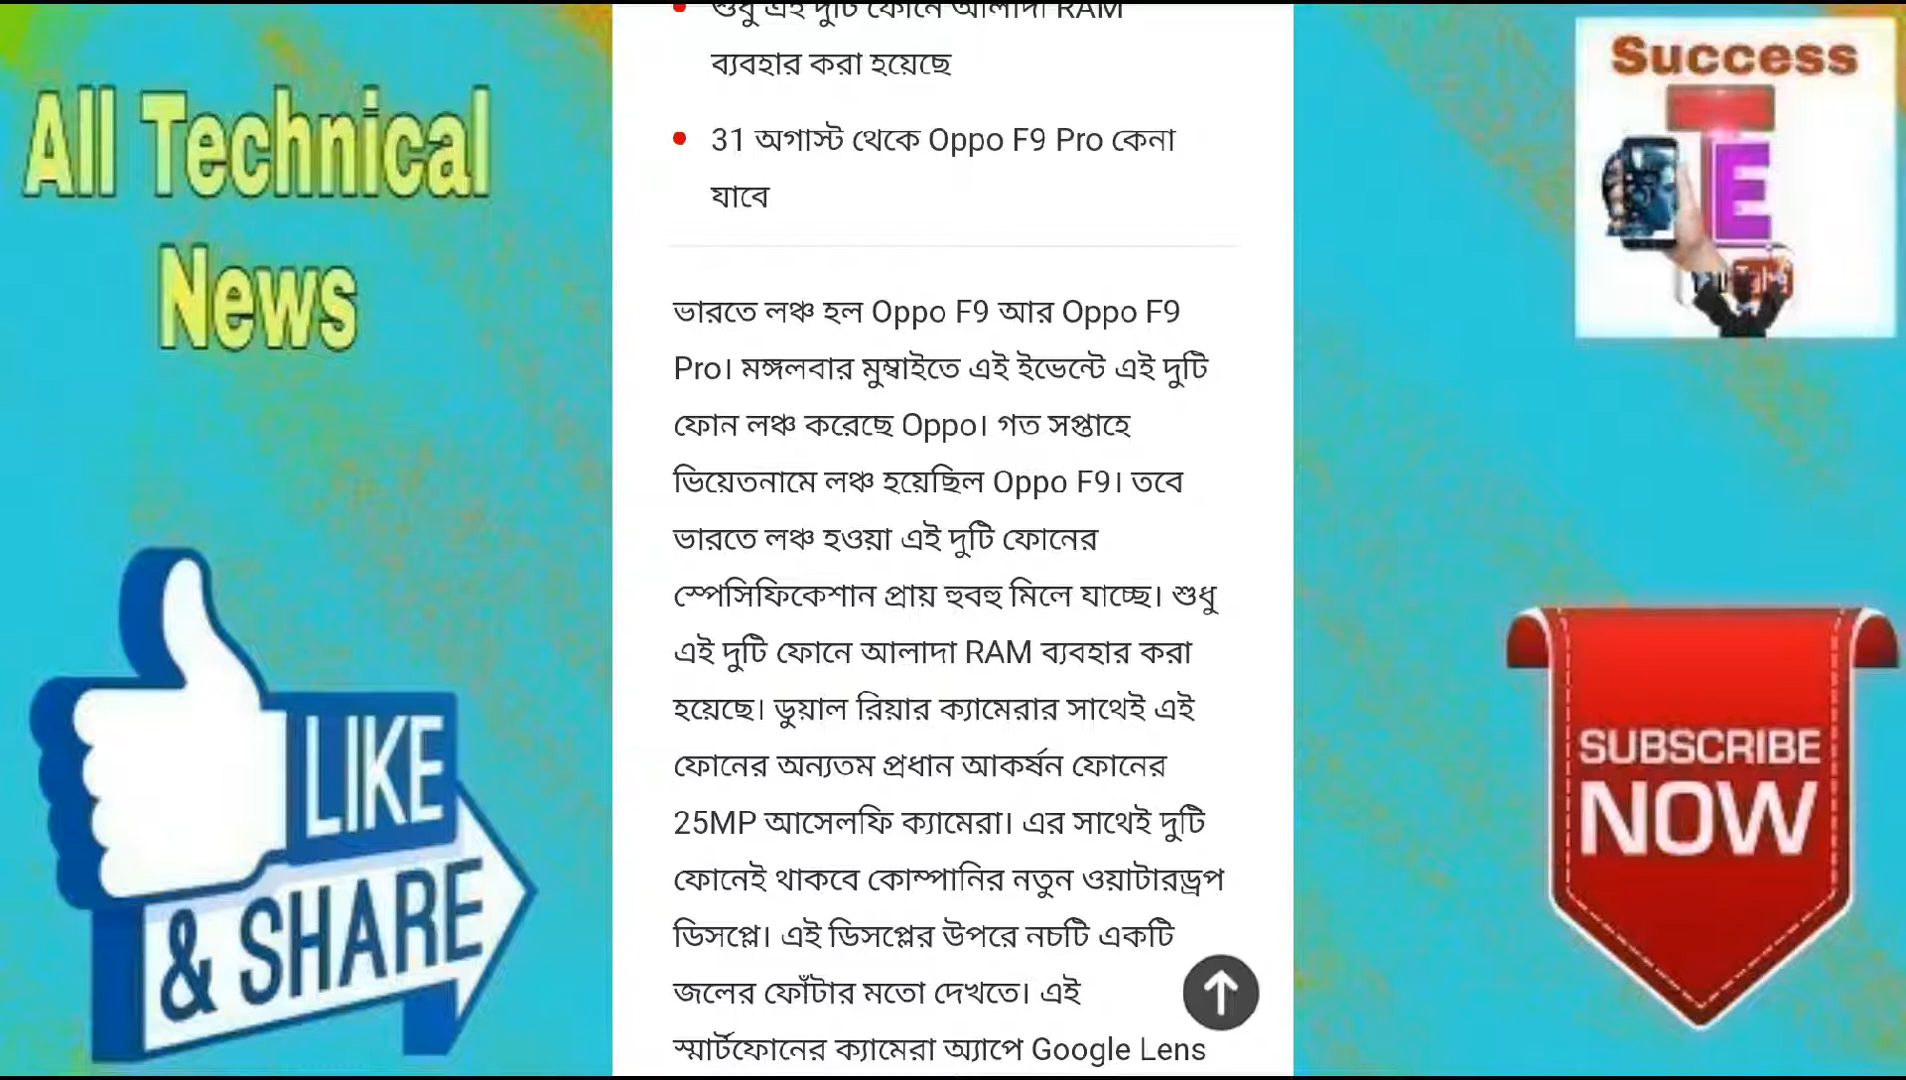 All Technical
News
LIKE
& SHARE
শুধু এই দুটি ফোনে আলাদা RAM
ব্যবহার করা হয়েছে
31 অগাস্ট থেকে Oppo F9 Pro কেনা
যাবে
ভারতে লঞ্চ হল Oppo F9 আর Oppo F9
Pro। মঙ্গলবার মুম্বাইতে এই ইভেন্টে এই দুটি
ফোন লঞ্চ করেছে Oppo। গত সপ্তাহে
ভিয়েতনামে লঞ্চ হয়েছিল Oppo F9। তবে
ভারতে লঞ্চ হওয়া এই দুটি ফোনের
স্পেসিফিকেশান প্রায় হুবহু মিলে যাচ্ছে। শুধু
এই দুটি ফোনে আলাদা RAM ব্যবহার করা
হয়েছে। ডুয়াল রিয়ার ক্যামেরার সাথেই এই
ফোনের অন্যতম প্রধান আকর্ষন ফোনের
25MP আসেলফি ক্যামেরা। এর সাথেই দুটি
ফোনেই থাকবে কোম্পানির নতুন ওয়াটারড্রপ
ডিসপ্লে। এই ডিসপ্লের উপরে নচটি একটি
জলের ফোঁটার মতো দেখতে। এই
স্মার্টফোনের ক্যামেরা অ্যাপে Google Lens
Success
TE
SUBSCRIBE
NOW